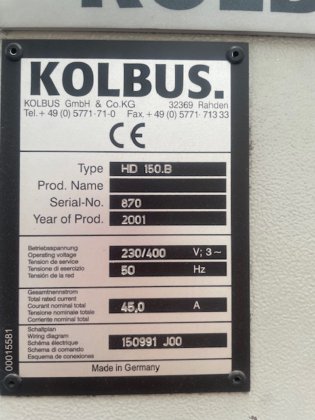 KOLBUS.
KOLBUS GmbH & Co.KG 32369 Rahden
Tel. + 49 (0) 5771-71-0 Fax. + 49 (0) 5771- 713 33
CE
Type HD 150.B
Prod. Name
Serial-No. 870
Year of Prod. 2001
Betriebsspannung
Operating voltage 230/400 V; 3~
Tension de service
Tensione di esercizio 50 Hz
Tensión de la red
Gesamtnennstrom
Total rated current
Courant nominal total 45,0 A
Tensione nominale totale
Corriente nominal total
Schaltplan
Wiring diagram
Schéma électrique 150991 J00
Schema di comando
Esquema de conexiones
Made in Germany
00015581